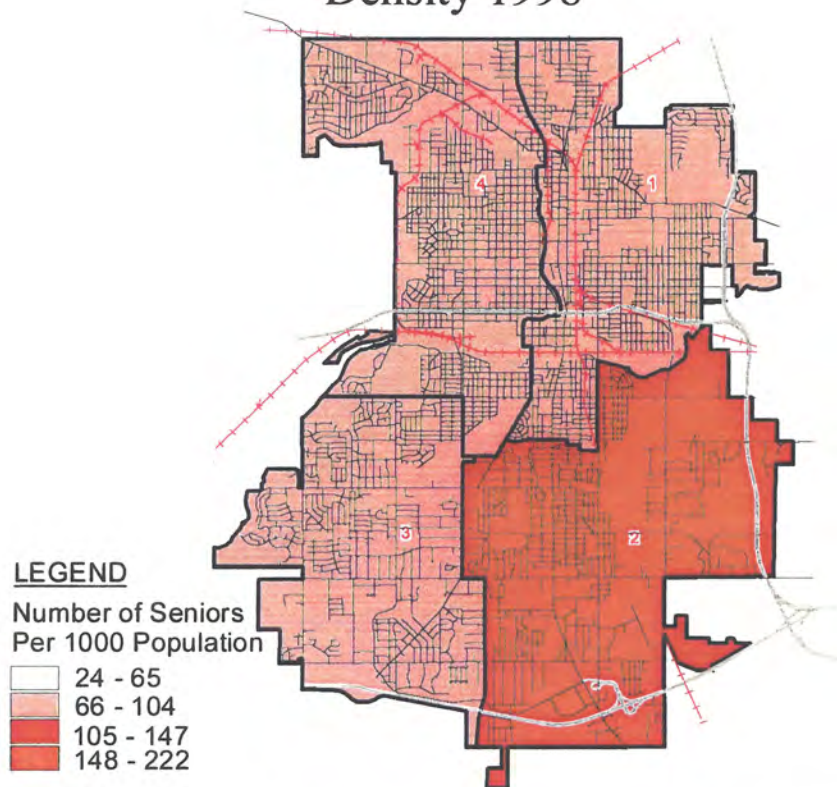 Density
4
1
3
2
LEGEND
Number of Seniors
Per 1000 Population
24 - 65
66 - 104
105 - 147
148 - 222